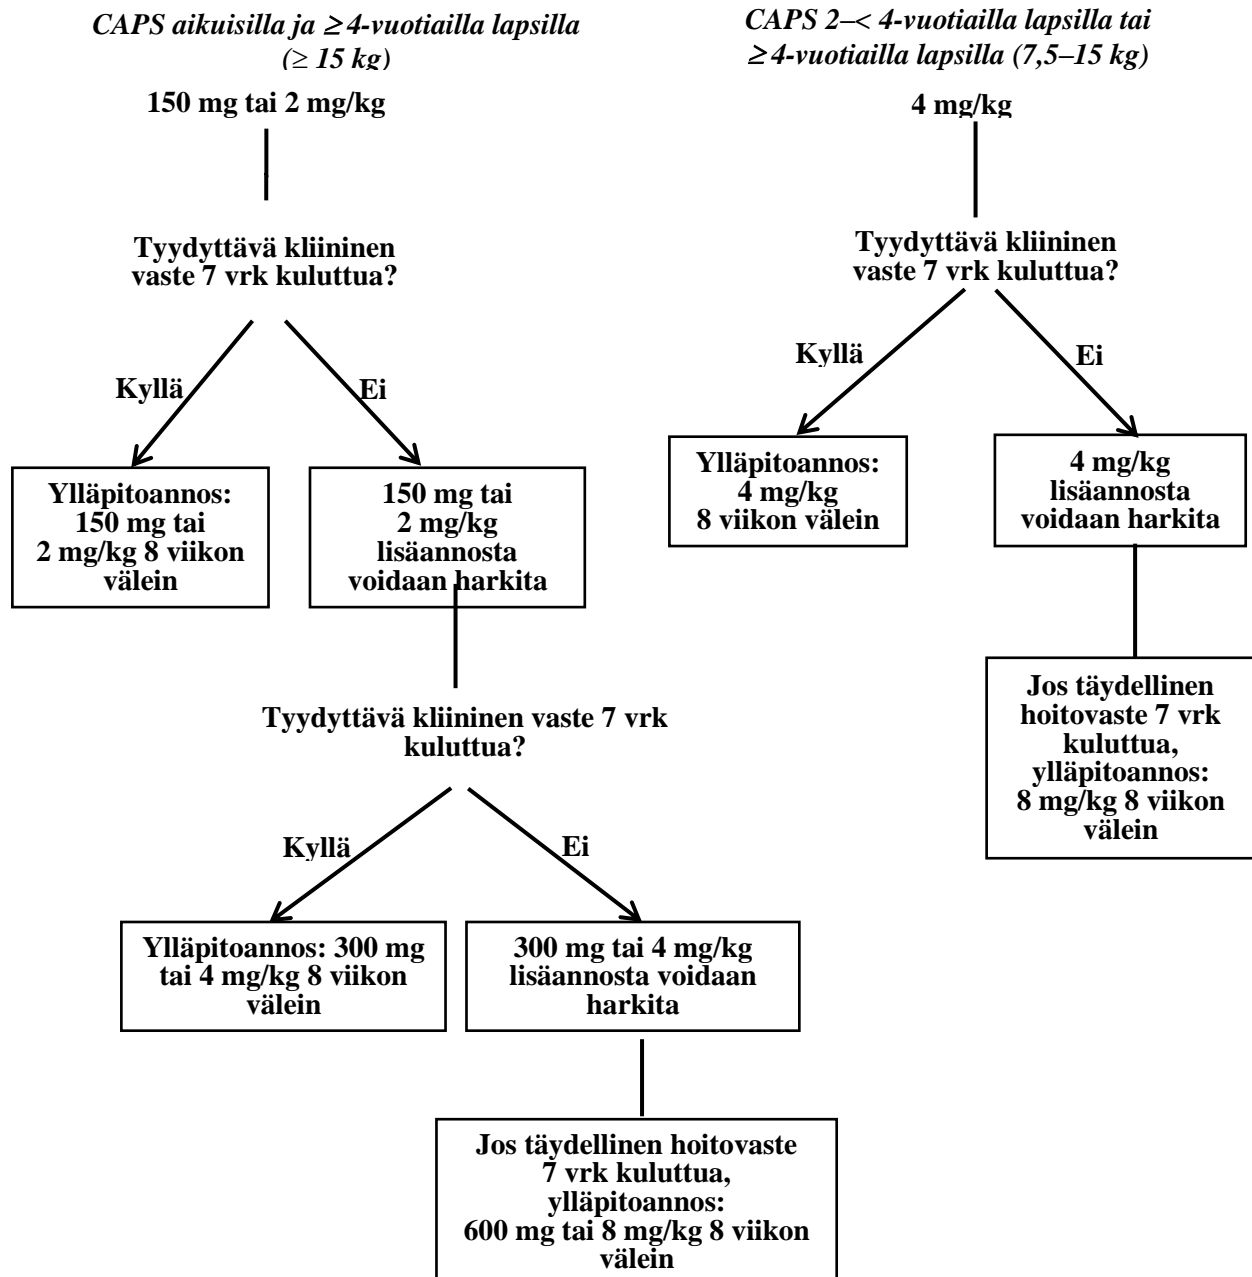 CAPS aikuisilla ja ≥ 4-vuotiailla lapsilla
(≥ 15 kg)
150 mg tai 2 mg/kg
Tyydyttävä kliininen
vaste 7 vrk kuluttua?
Kyllä
Ei
Ylläpitoannos:
150 mg tai
2 mg/kg 8 viikon
välein
150 mg tai
2 mg/kg
lisäannosta
voidaan harkita
Tyydyttävä kliininen vaste 7 vrk
kuluttua?
Kyllä
Ei
Ylläpitoannos: 300 mg
tai 4 mg/kg 8 viikon
välein
300 mg tai 4 mg/kg
lisäannosta voidaan
harkita
Jos täydellinen hoitovaste
7 vrk kuluttua,
ylläpitoannos:
600 mg tai 8 mg/kg 8 viikon
välein
CAPS 2–< 4-vuotiailla lapsilla tai
≥ 4-vuotiailla lapsilla (7,5–15 kg)
4 mg/kg
Tyydyttävä kliininen
vaste 7 vrk kuluttua?
Kyllä
Ei
Ylläpitoannos:
4 mg/kg
8 viikon välein
4 mg/kg
lisäannosta
voidaan harkita
Jos täydellinen
hoitovaste 7 vrk
kuluttua,
ylläpitoannos:
8 mg/kg 8 viikon
välein